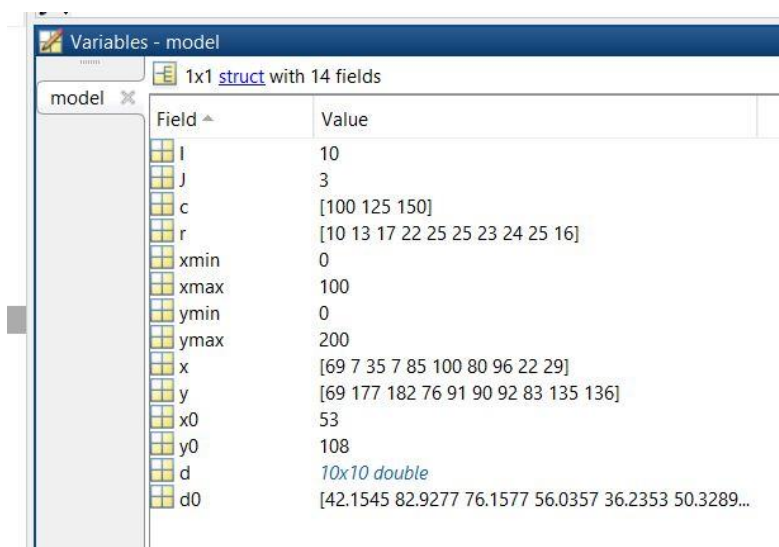 Variables - model
1x1 struct with 14 fields
model
Field Value
I 10
J 3
c [100 125 150]
r [10 13 17 22 25 25 23 24 25 16]
xmin 0
xmax 100
ymin 0
ymax 200
x [69 7 35 7 85 100 80 96 22 29]
y [69 177 182 76 91 90 92 83 135 136]
x0 53
y0 108
d 10x10 double
d0 [42.1545 82.9277 76.1577 56.0357 36.2353 50.3289...